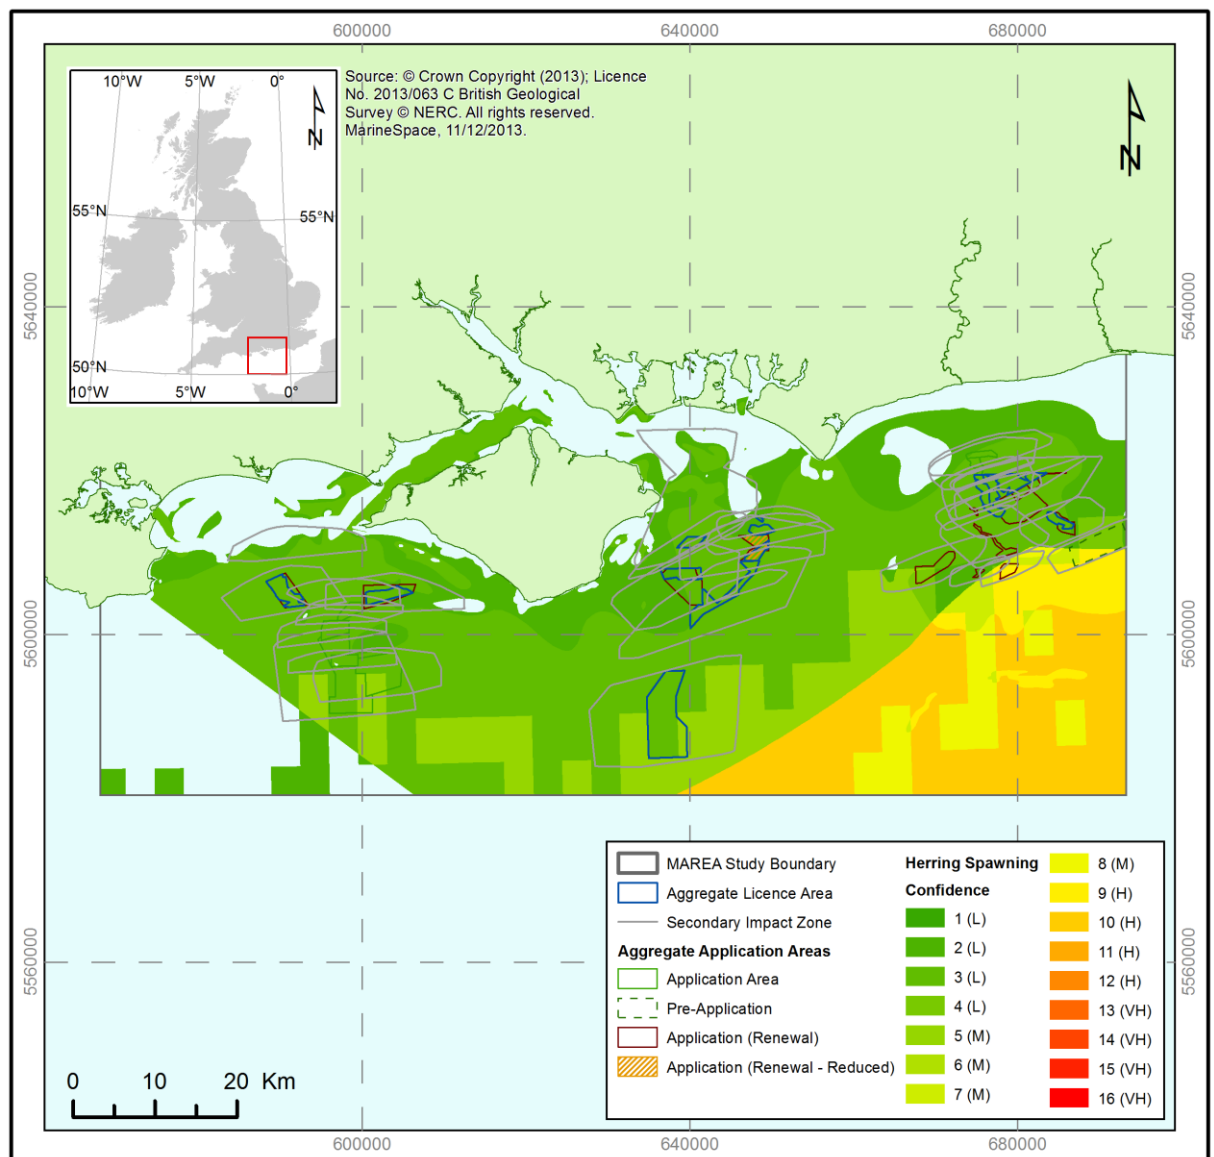 600000
640000
680000
10°W
5°W
0°
Source: © Crown Copyright (2013); Licence
No. 2013/063 C British Geological
Survey © NERC. All rights reserved.
MarineSpace, 11/12/2013.
N
N
55°N
55°N
50°N
10°W
5°W
0°
5640000
5640000
5600000
5600000
5560000
5560000
MAREA Study Boundary
Aggregate Licence Area
Secondary Impact Zone
Aggregate Application Areas
Application Area
Pre-Application
Application (Renewal)
Application (Renewal - Reduced)
Herring Spawning
Confidence
1 (L)
2 (L)
3 (L)
4 (L)
5 (M)
6 (M)
7 (M)
8 (M)
9 (H)
10 (H)
11 (H)
12 (H)
13 (VH)
14 (VH)
15 (VH)
16 (VH)
0 10 20 Km
600000
640000
680000